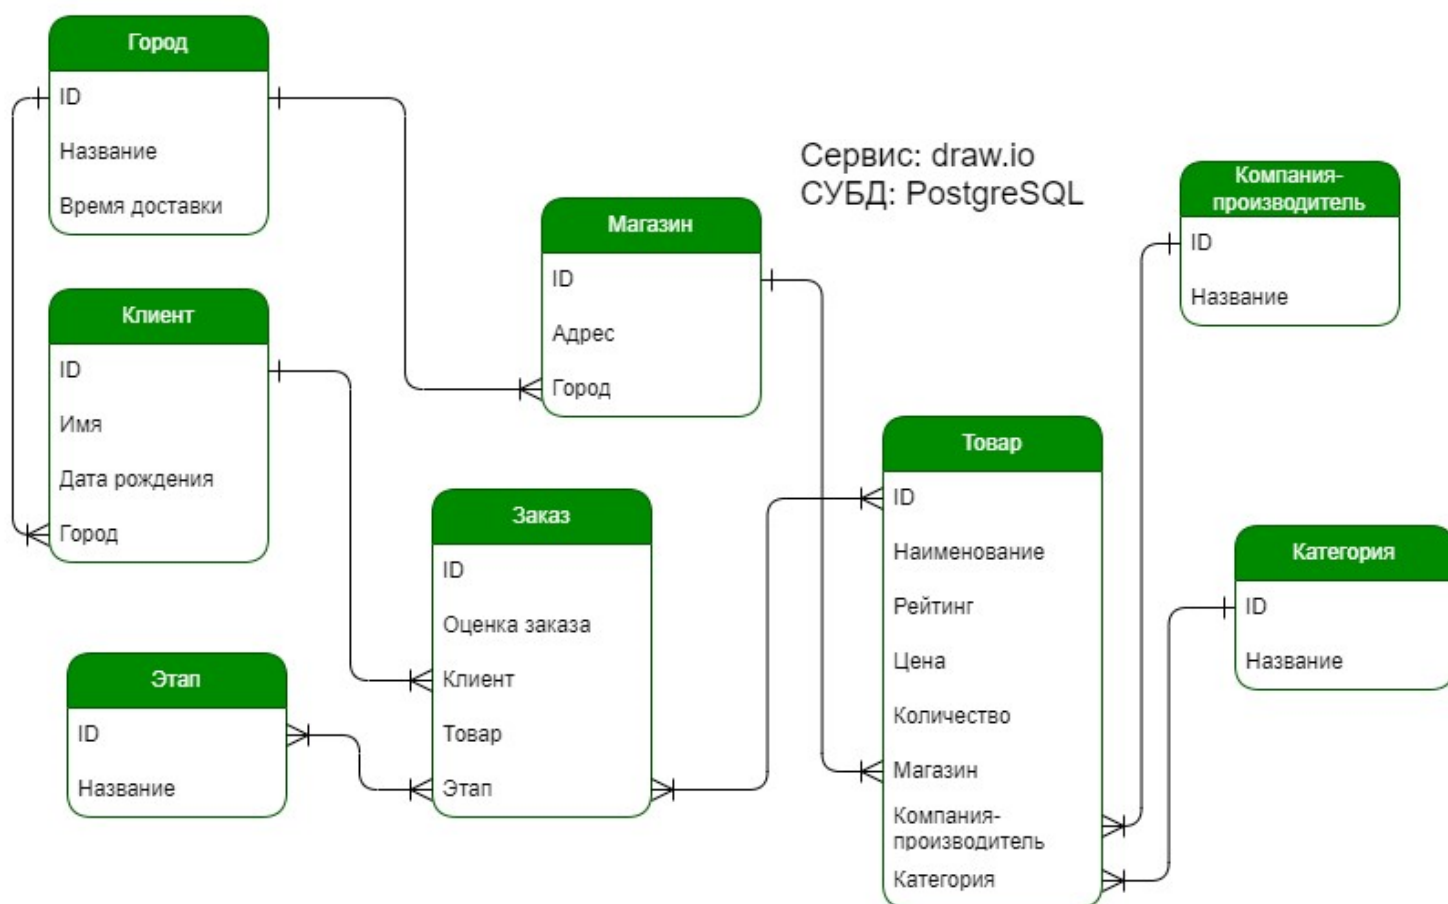 Город
ID
Название
Время доставки
Клиент
ID
Имя
Дата рождения
Город
Этап
ID
Название
Магазин
ID
Адрес
Город
Заказ
ID
Оценка заказа
Клиент
Товар
Этап
Сервис: draw.io
СУБД: PostgreSQL
Товар
ID
Наименование
Рейтинг
Цена
Количество
Магазин
Компания-
производитель
Категория
Компания-
производитель
ID
Название
Категория
ID
Название